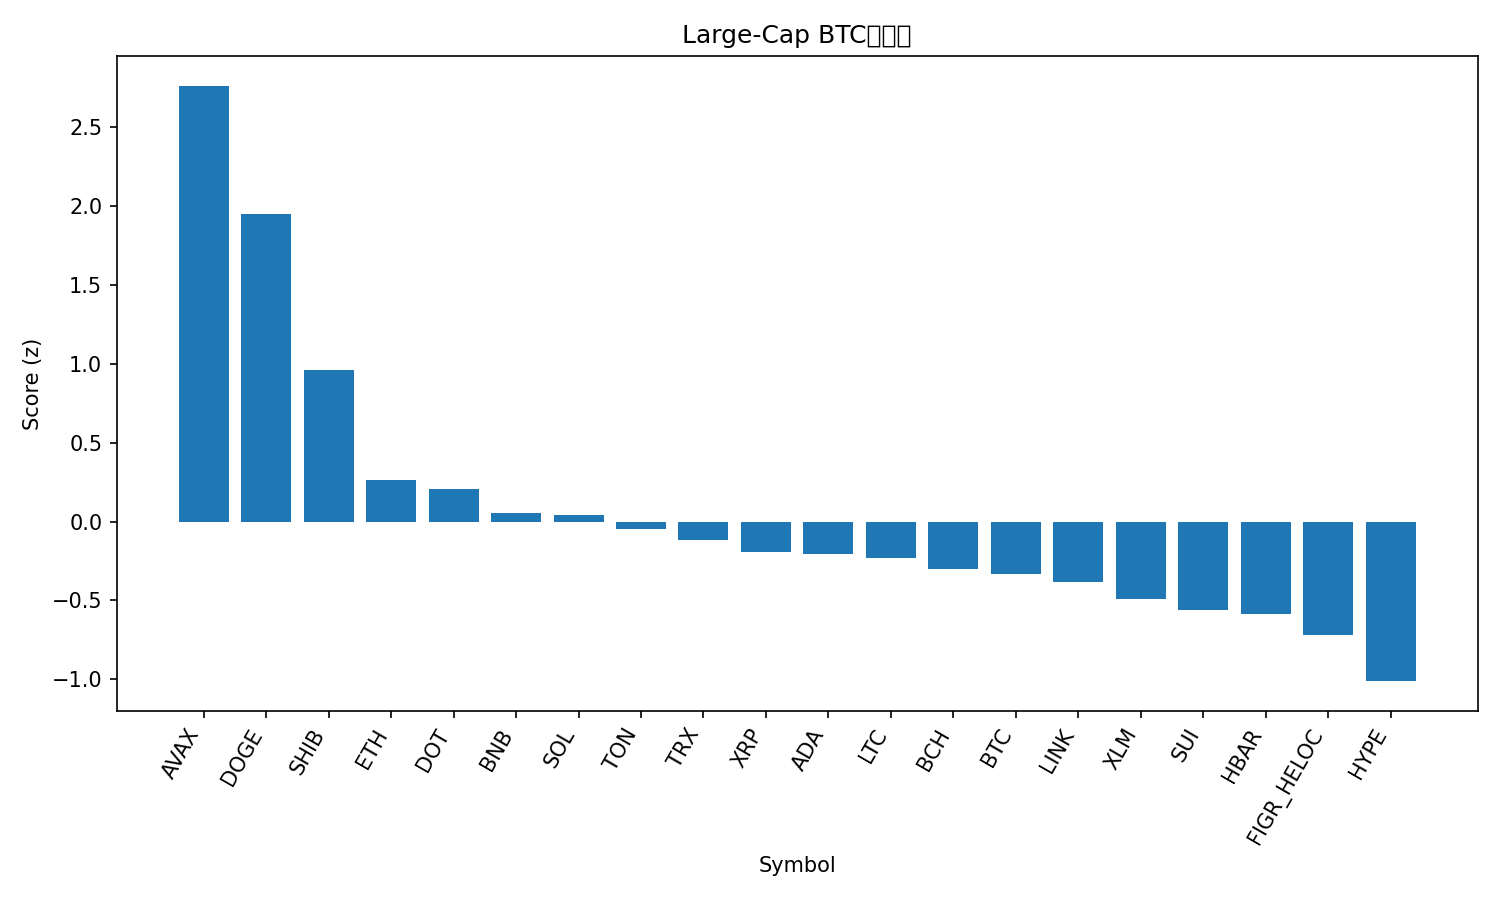 Large-Cap BTC
Score (z)
2.5
2.0
1.5
1.0
0.5
0.0
−0.5
−1.0
AVAX
DOGE
SHIB
ETH
DOT
BNB
SOL
TON
TRX
XRP
ADA
LTC
BCH
BTC
LINK
XLM
SUI
HBAR
FIGR_HELOC
HYPE
Symbol